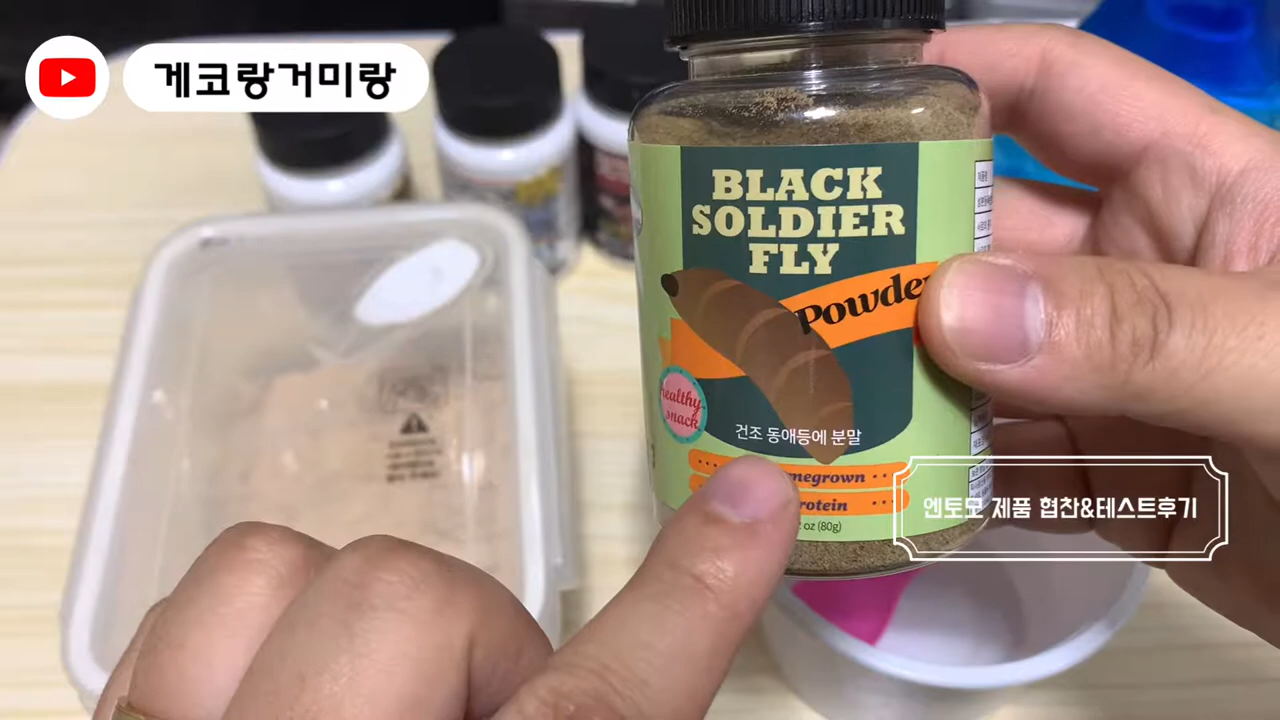 게코랑거미랑
BLACK
SOLDIER
FLY
Powder
healthy
snack
건조 동애등에 분말
megrown
rotein
oz (80g)
엔토모 제품 협찬&테스트후기